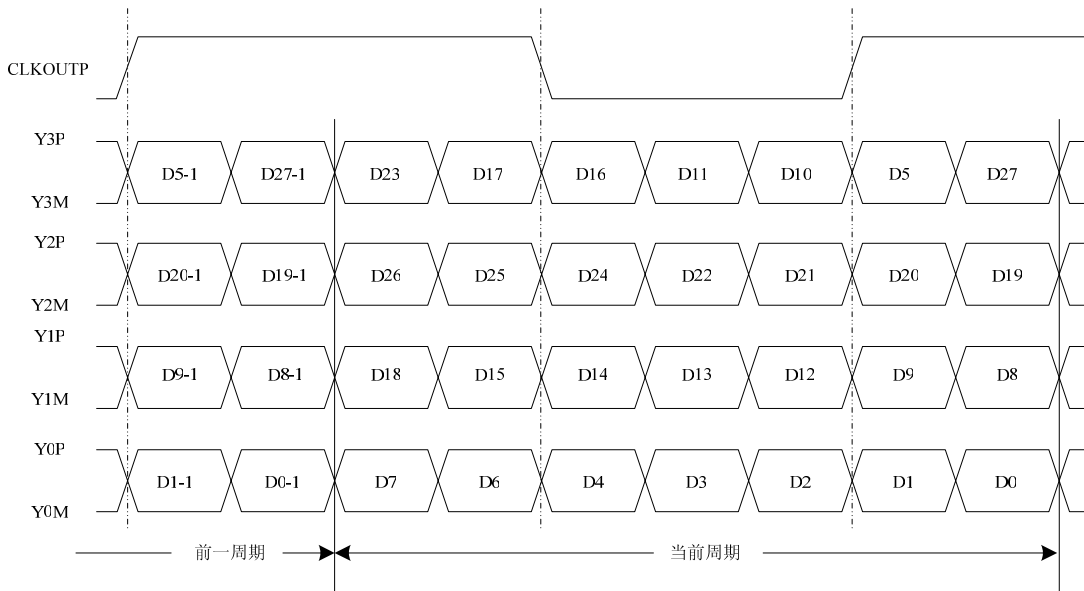 CLKOUTP
Y3P
D5-1 D27-1 D23 D17 D16 D11 D10 D5 D27
Y3M
Y2P
D20-1 D19-1 D26 D25 D24 D22 D21 D20 D19
Y2M
Y1P
D9-1 D8-1 D18 D15 D14 D13 D12 D9 D8
Y1M
Y0P
D1-1 D0-1 D7 D6 D4 D3 D2 D1 D0
Y0M
前一周期 当前周期